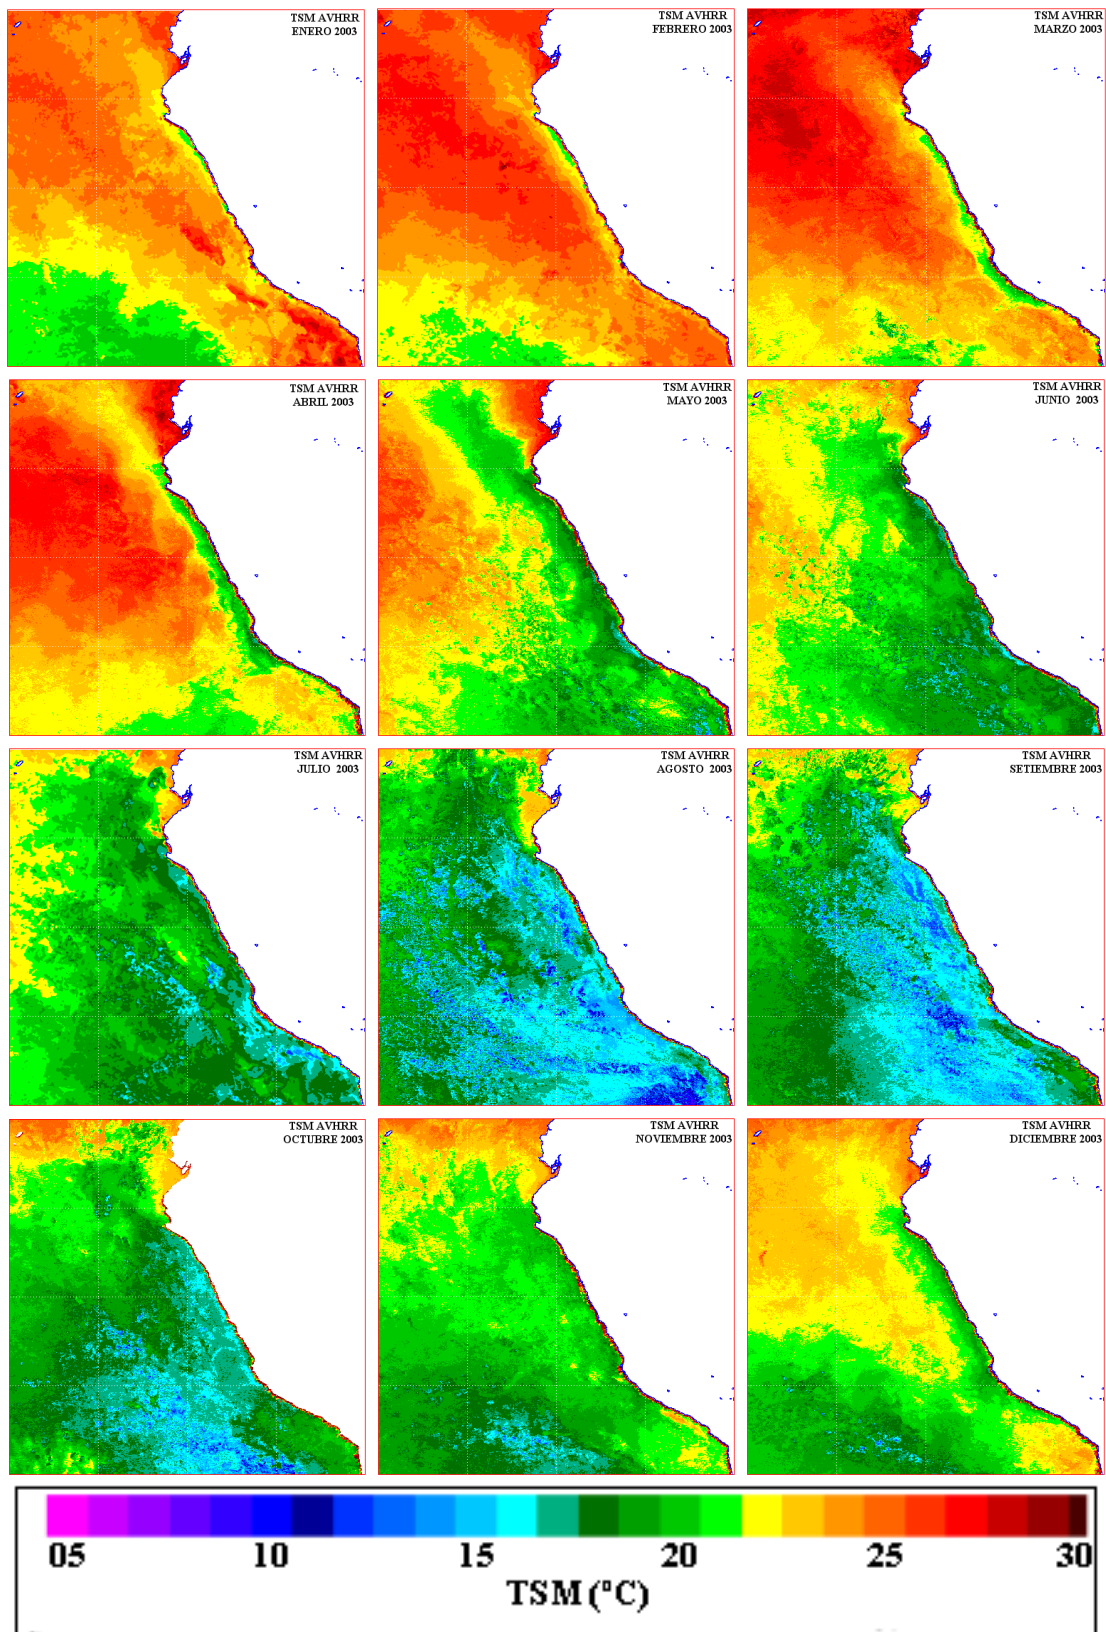 TSM AVHRR
ENERO 2003
TSM AVHRR
FEBRERO 2003
TSM AVHRR
MARZO 2003
TSM AVHRR
ABRIL 2003
TSM AVHRR
MAYO 2003
TSM AVHRR
JUNIO 2003
TSM AVHRR
JULIO 2003
TSM AVHRR
AGOSTO 2003
TSM AVHRR
SETIEMBRE 2003
TSM AVHRR
OCTUBRE 2003
TSM AVHRR
NOVIEMBRE 2003
TSM AVHRR
DICIEMBRE 2003
05 10 15 20 25 30
TSM (ºC)